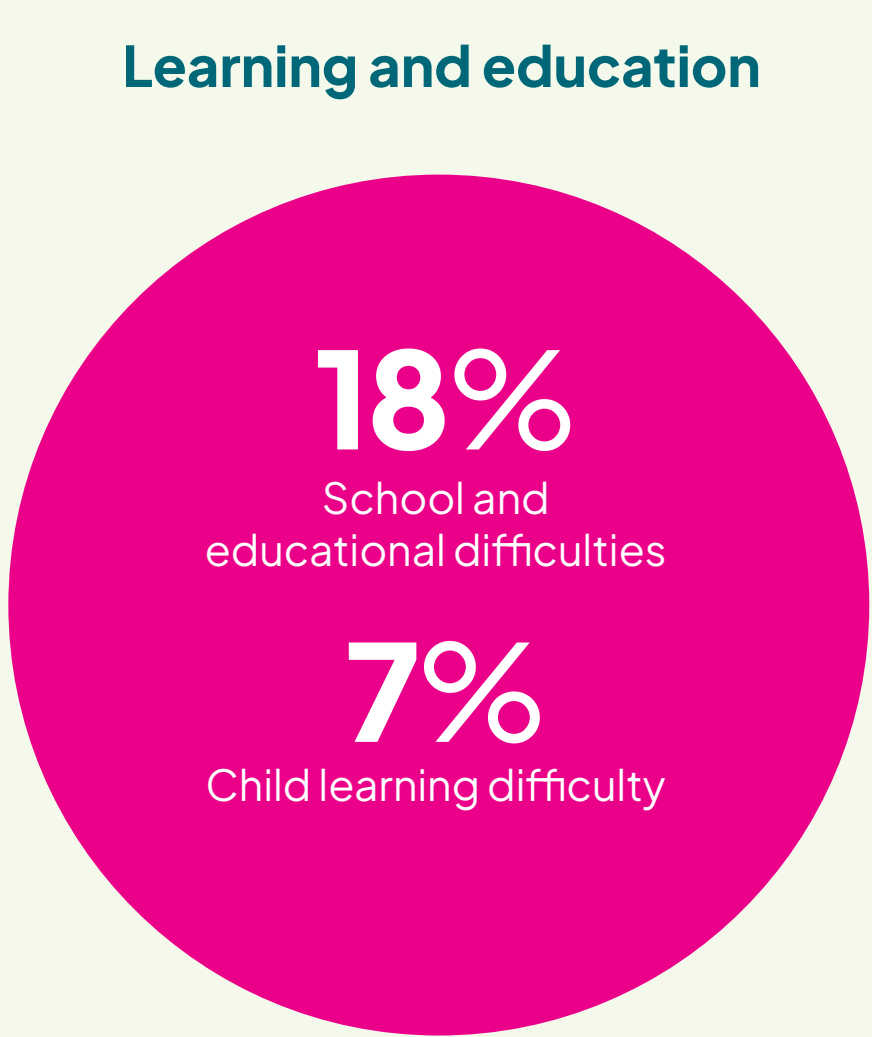 Learning and education
18%
School and
educational difficulties
7%
Child learning difficulty